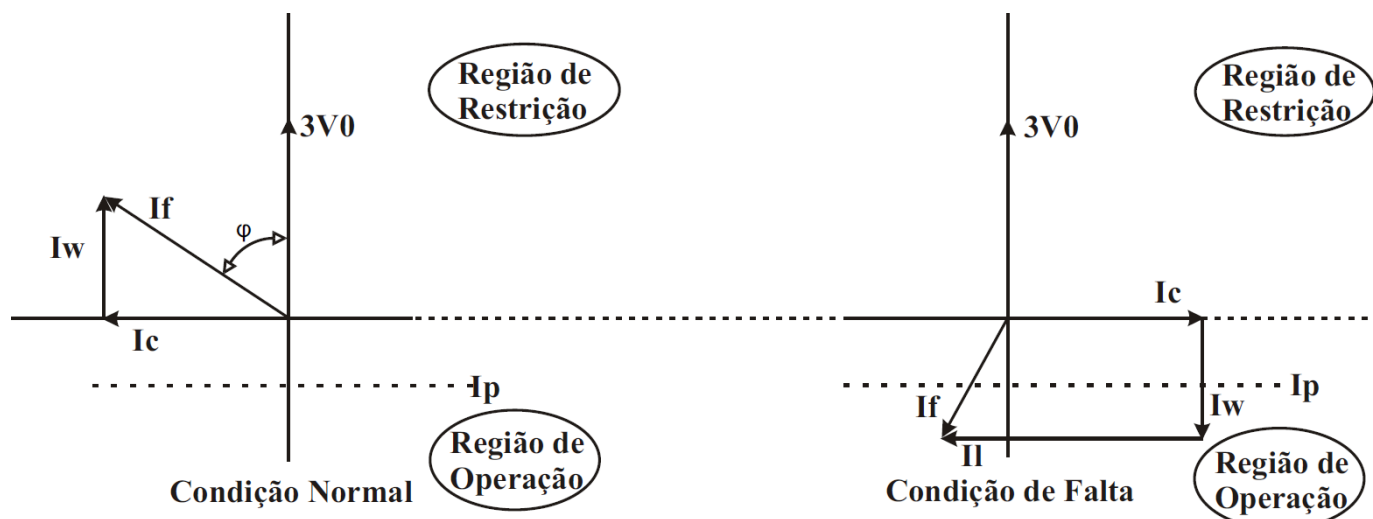 Região de
Restrição
3V0
If
φ
Iw
Ic
Ip
Região de
Operação
Condição Normal
Região de
Restrição
3V0
Ic
Ip
If
Iw
Il
Região de
Operação
Condição de Falta